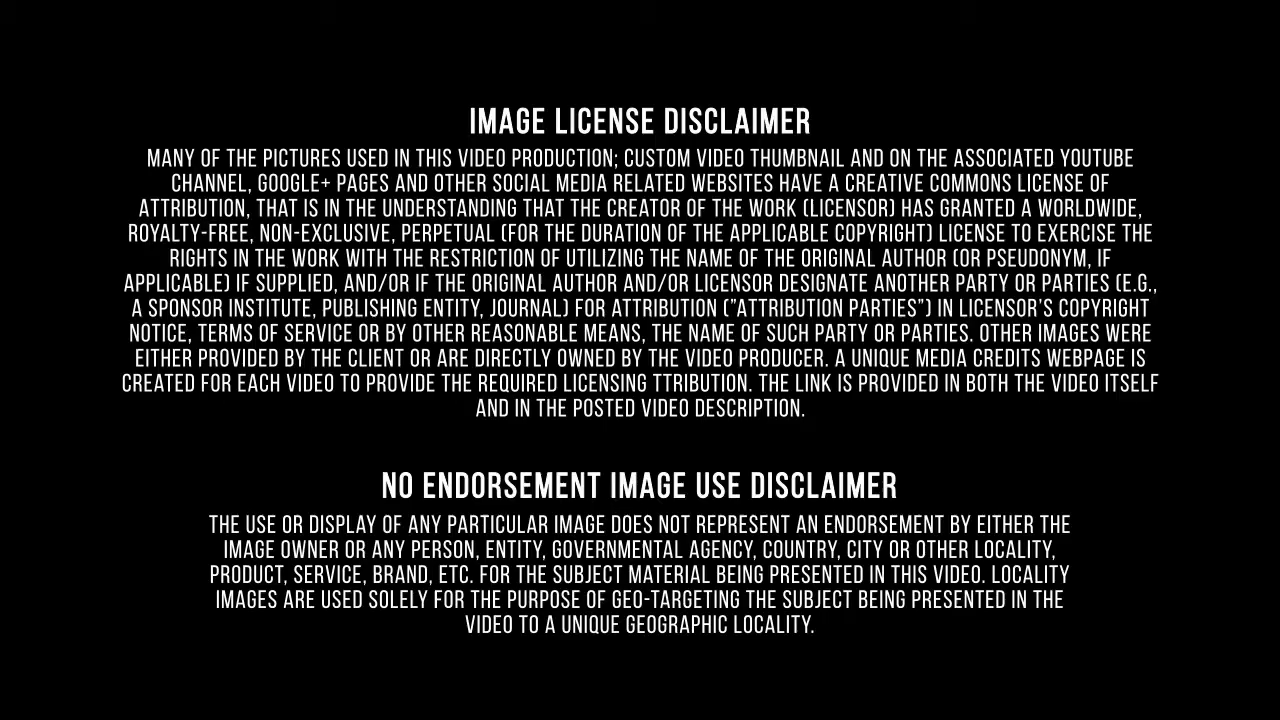 IMAGE LICENSE DISCLAIMER
MANY OF THE PICTURES USED IN THIS VIDEO PRODUCTION; CUSTOM VIDEO THUMBNAIL AND ON THE ASSOCIATED YOUTUBE
CHANNEL, GOOGLE+ PAGES AND OTHER SOCIAL MEDIA RELATED WEBSITES HAVE A CREATIVE COMMONS LICENSE OF
ATTRIBUTION, THAT IS IN THE UNDERSTANDING THAT THE CREATOR OF THE WORK (LICENSOR) HAS GRANTED A WORLDWIDE,
ROYALTY-FREE, NON-EXCLUSIVE, PERPETUAL (FOR THE DURATION OF THE APPLICABLE COPYRIGHT) LICENSE TO EXERCISE THE
RIGHTS IN THE WORK WITH THE RESTRICTION OF UTILIZING THE NAME OF THE ORIGINAL AUTHOR (OR PSEUDONYM, IF
APPLICABLE) IF SUPPLIED, AND/OR IF THE ORIGINAL AUTHOR AND/OR LICENSOR DESIGNATE ANOTHER PARTY OR PARTIES (E.G.,
A SPONSOR INSTITUTE, PUBLISHING ENTITY, JOURNAL) FOR ATTRIBUTION ("ATTRIBUTION PARTIES") IN LICENSOR'S COPYRIGHT
NOTICE, TERMS OF SERVICE OR BY OTHER REASONABLE MEANS, THE NAME OF SUCH PARTY OR PARTIES. OTHER IMAGES WERE
EITHER PROVIDED BY THE CLIENT OR ARE DIRECTLY OWNED BY THE VIDEO PRODUCER. A UNIQUE MEDIA CREDITS WEBPAGE IS
CREATED FOR EACH VIDEO TO PROVIDE THE REQUIRED LICENSING TTRIBUTION. THE LINK IS PROVIDED IN BOTH THE VIDEO ITSELF
AND IN THE POSTED VIDEO DESCRIPTION.
NO ENDORSEMENT IMAGE USE DISCLAIMER
THE USE OR DISPLAY OF ANY PARTICULAR IMAGE DOES NOT REPRESENT AN ENDORSEMENT BY EITHER THE
IMAGE OWNER OR ANY PERSON, ENTITY, GOVERNMENTAL AGENCY, COUNTRY, CITY OR OTHER LOCALITY,
PRODUCT, SERVICE, BRAND, ETC. FOR THE SUBJECT MATERIAL BEING PRESENTED IN THIS VIDEO. LOCALITY
IMAGES ARE USED SOLELY FOR THE PURPOSE OF GEO-TARGETING THE SUBJECT BEING PRESENTED IN THE
VIDEO TO A UNIQUE GEOGRAPHIC LOCALITY.